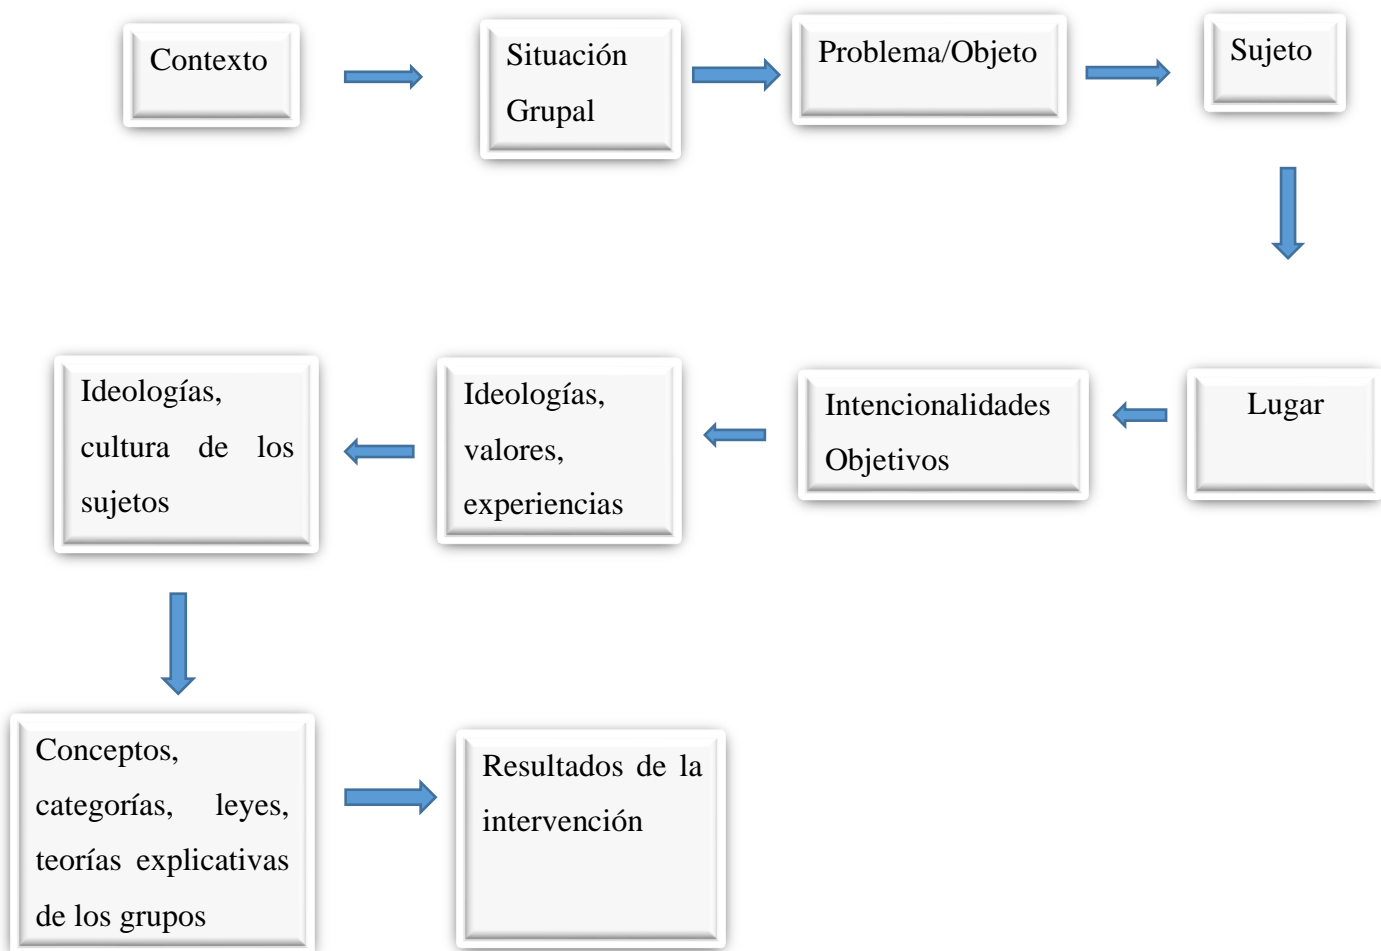 Contexto
Situación
Grupal
Problema/Objeto
Sujeto
Lugar
Intencionalidades
Objetivos
Ideologías,
valores,
experiencias
Ideologías,
cultura de los
sujetos
Conceptos,
categorías, leyes,
teorías explicativas
de los grupos
Resultados de la
intervención